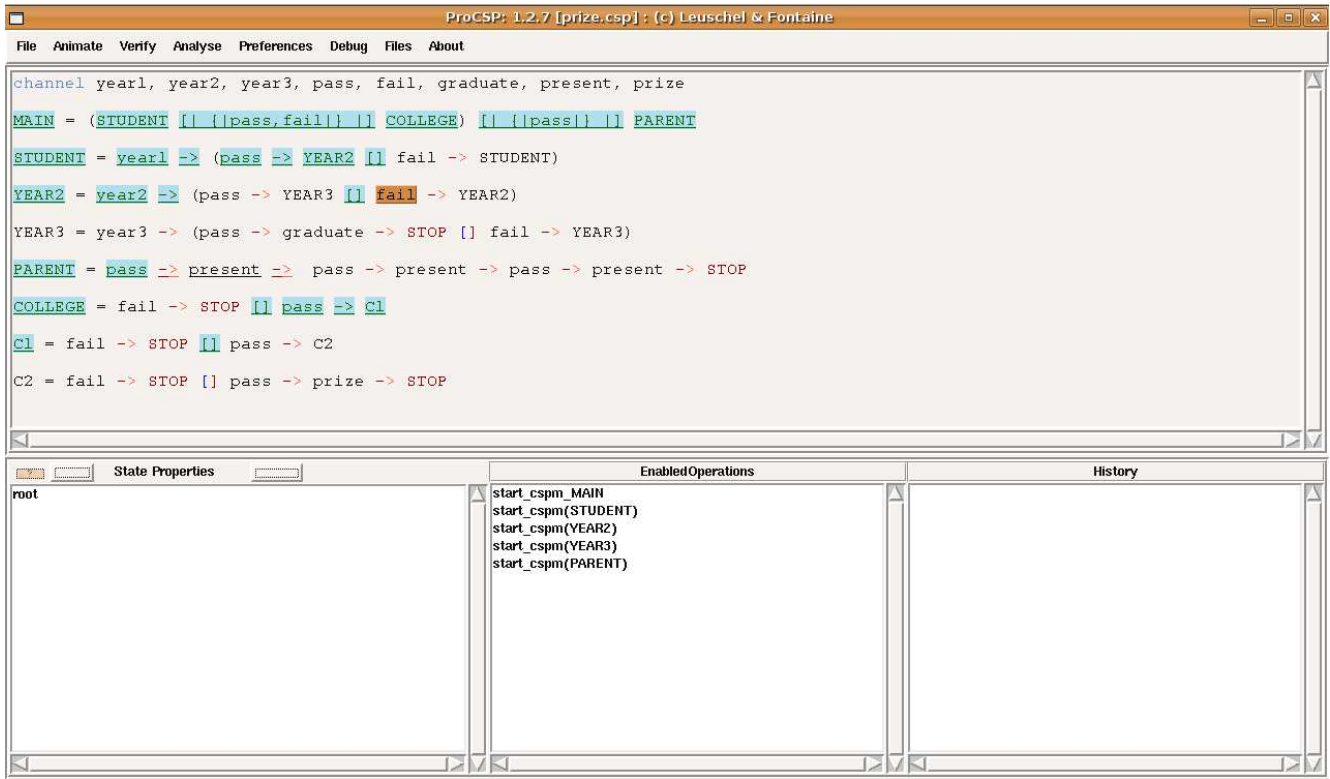 ProCSP: 1.2.7 [prize.csp] : (c) Leuschel & Fontaine
File Animate Verify Analyse Preferences Debug Files About
channel year1, year2, year3, pass, fail, graduate, present, prize
MAIN = (STUDENT [| {|pass,fail|} |] COLLEGE) [| {|pass|} |] PARENT
STUDENT = year1 -> (pass -> YEAR2 [] fail -> STUDENT)
YEAR2 = year2 -> (pass -> YEAR3 [] fail -> YEAR2)
YEAR3 = year3 -> (pass -> graduate -> STOP [] fail -> YEAR3)
PARENT = pass -> present -> pass -> present -> pass -> present -> STOP
COLLEGE = fail -> STOP [] pass -> C1
C1 = fail -> STOP [] pass -> C2
C2 = fail -> STOP [] pass -> prize -> STOP
State Properties
root
EnabledOperations
start_cspm_MAIN
start_cspm(STUDENT)
start_cspm(YEAR2)
start_cspm(YEAR3)
start_cspm(PARENT)
History